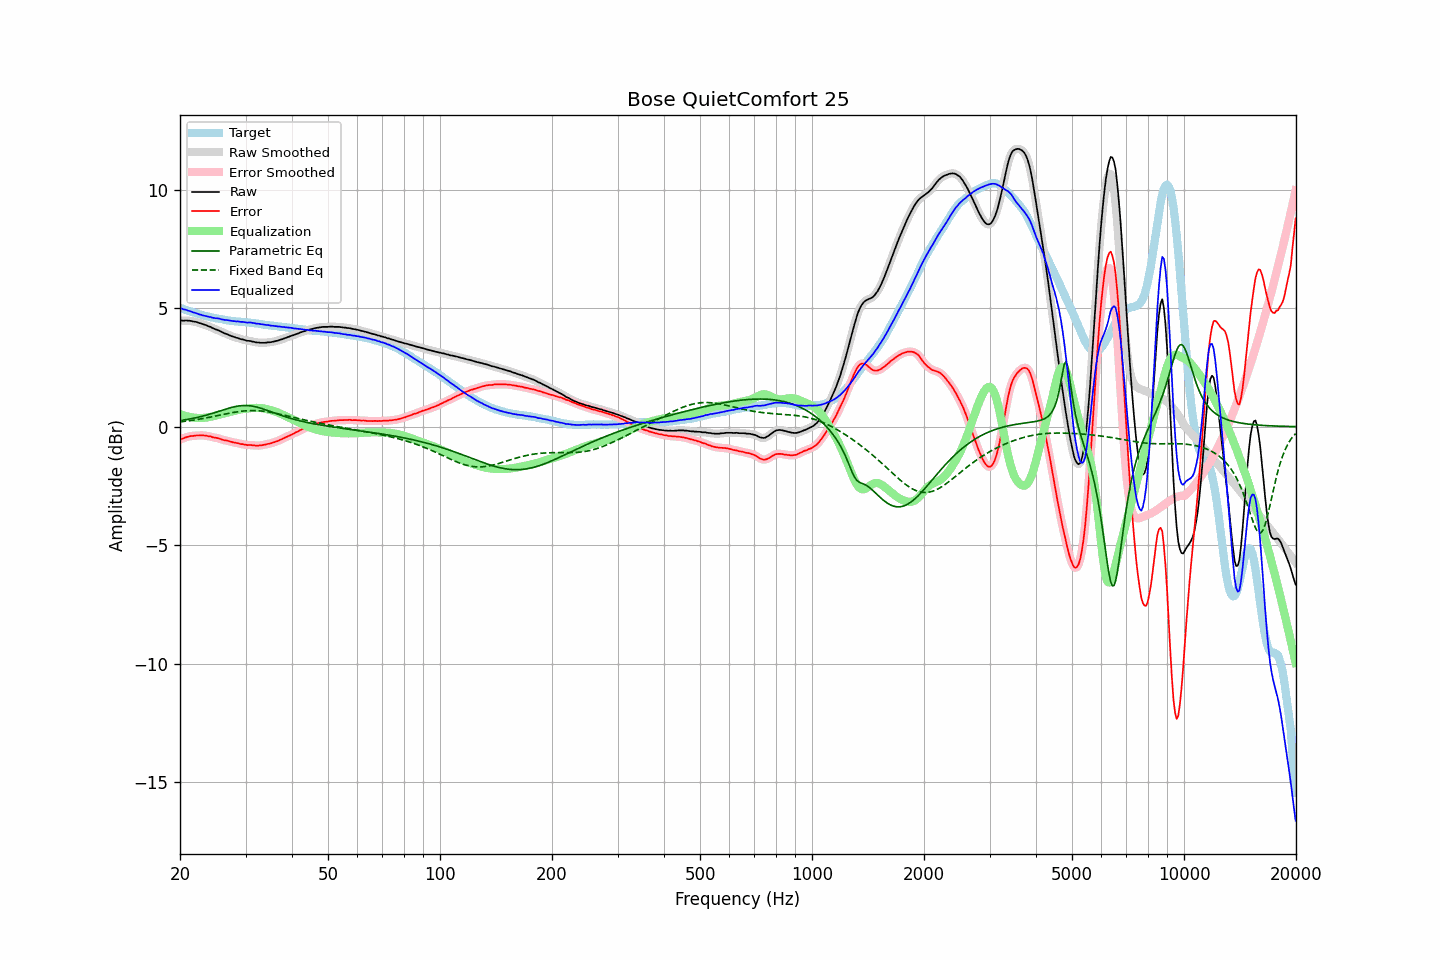 Bose QuietComfort 25
Target
Raw Smoothed
Error Smoothed
Raw
Error
Equalization
Parametric Eq
Fixed Band Eq
Equalized
Amplitude (dBr)
10
5
0
−5
−10
−15
20 50 100 200 500 1000 2000 5000 10000 20000
Frequency (Hz)